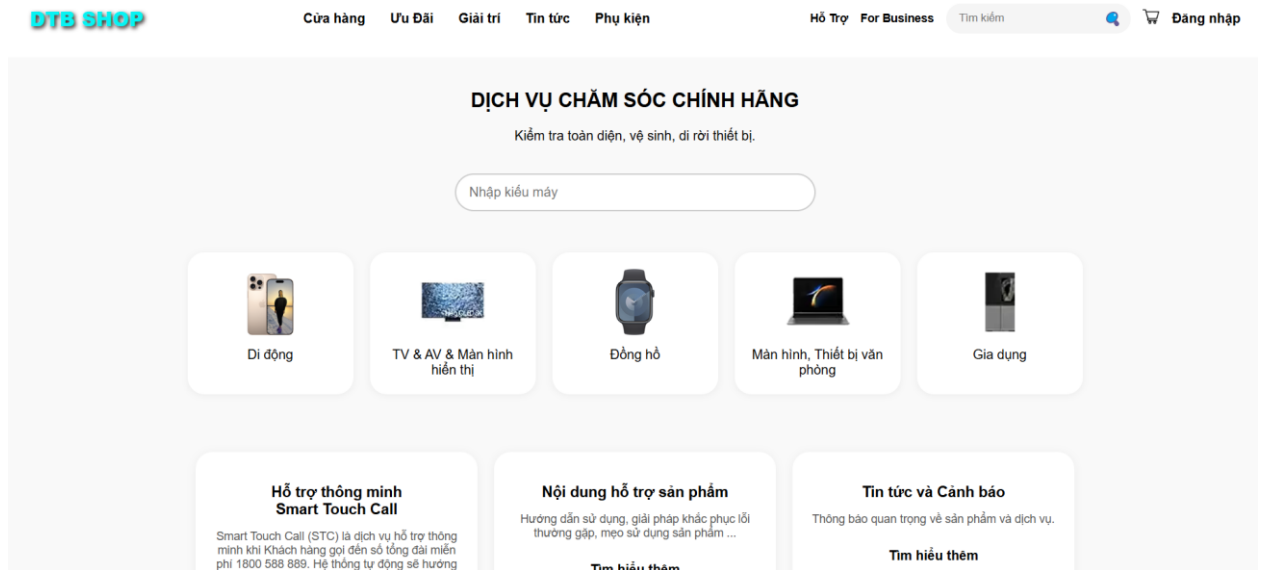 DTB SHOP
Cửa hàng Ưu Đãi Giải trí Tin tức Phụ kiện
Hỗ Trợ For Business Tìm kiếm Đăng nhập
DỊCH VỤ CHĂM SÓC CHÍNH HÃNG
Kiểm tra toàn diện, vệ sinh, di rời thiết bị.
Nhập kiểu máy
Di động
TV & AV & Màn hình
hiển thị
Đồng hồ
Màn hình, Thiết bị văn
phòng
Gia dụng
Hỗ trợ thông minh
Smart Touch Call
Smart Touch Call (STC) là dịch vụ hỗ trợ thông
minh khi Khách hàng gọi đến số tổng đài miễn
phí 1800 588 889. Hệ thống tự động sẽ hướng
Nội dung hỗ trợ sản phẩm
Hướng dẫn sử dụng, giải pháp khắc phục lỗi
thường gặp, mẹo sử dụng sản phẩm ...
Tìm hiểu thêm
Tin tức và Cảnh báo
Thông báo quan trọng về sản phẩm và dịch vụ.
Tìm hiểu thêm